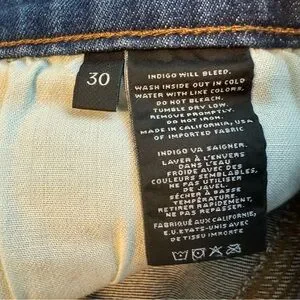 30
INDIGO WILL BLEED.
WASH INSIDE OUT IN COLD
WATER WITH LIKE COLORS,
DO NOT BLEACH,
TUMBLE DRY LOW.
REMOVE PROMPTLY.
DO NOT IRON.
MADE IN CALIFORNIA, USA
OF IMPORTED FABRIC
INDIGO VA SAIGNER.
LAVER À L'ENVERS
DANS L'EAU
FROIDE AVEC DES
COULEURS SEMBLABLES,
NE PAS UTILISER
DE JAVEL.
SÉCHER À BASSE
TEMPÉRATURE,
RETIRER RAPIDEMENT,
NE PAS REPASSER.
FABRIQUÉ AUX CALIFORNIE,
E.U.ETATS-UNIS AVEC
DE TISSU IMPORTÉ